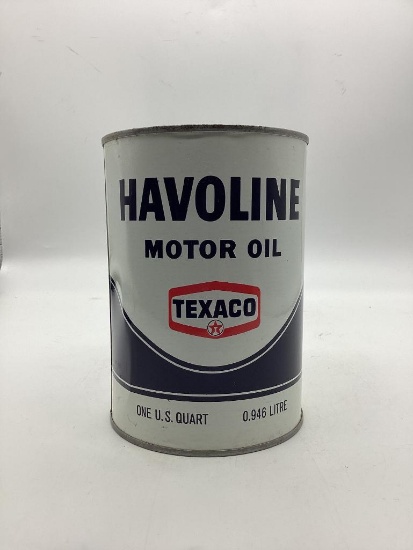 HAVOLINE
MOTOR OIL
TEXACO
T
ONE U.S. QUART 0.946 LITRE